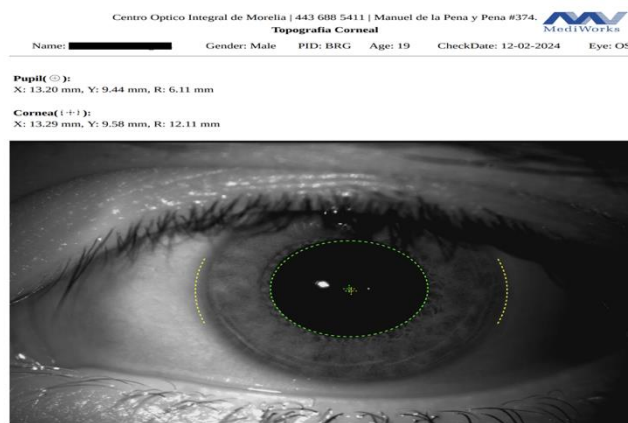 Centro Optico Integral de Morelia | 443 688 5411 | Manuel de la Pena y Pena #374.
MediWorks
Topografia Corneal
Name: Gender: Male PID: BRG Age: 19 CheckDate: 12-02-2024 Eye: OS
Pupil( ):
X: 13.20 mm, Y: 9.44 mm, R: 6.11 mm
Cornea( ):
X: 13.29 mm, Y: 9.58 mm, R: 12.11 mm